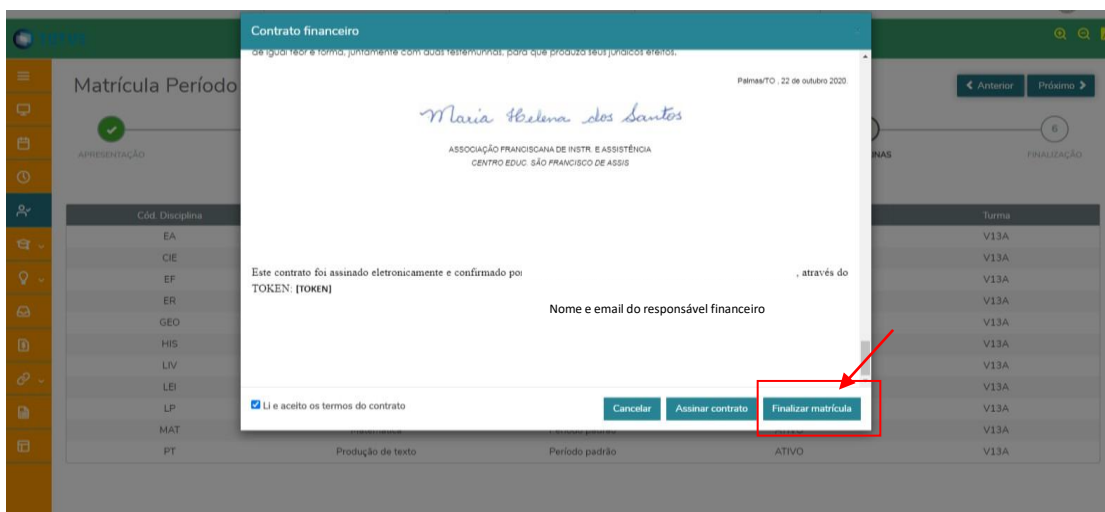 Contrato financeiro
de igual teor e forma, juntamente com duas testemunhas, para que produza seus jurídicos efeitos.
Matrícula Período
Palmas/TO , 22 de outubro 2020.
Anterior
Próximo
Maria Helena dos Santos
6
APRESENTAÇÃO
ASSOCIAÇÃO FRANCISCANA DE INSTR. E ASSISTÊNCIA
INAS
FINALIZAÇÃO
CENTRO EDUC. SÃO FRANCISCO DE ASSIS
Cód. Disciplina
Turma
EA
V13A
CIE
V13A
Este contrato foi assinado eletronicamente e confirmado por , através do
EF
V13A
TOKEN: [TOKEN]
ER
V13A
Nome e email do responsável financeiro
GEO
V13A
HIS
V13A
LIV
V13A
LEI
V13A
Li e aceito os termos do contrato
Cancelar
Assinar contrato
Finalizar matrícula
LP
V13A
MAT Matemática Período padrão ATIVO V13A
PT Produção de texto Período padrão ATIVO V13A